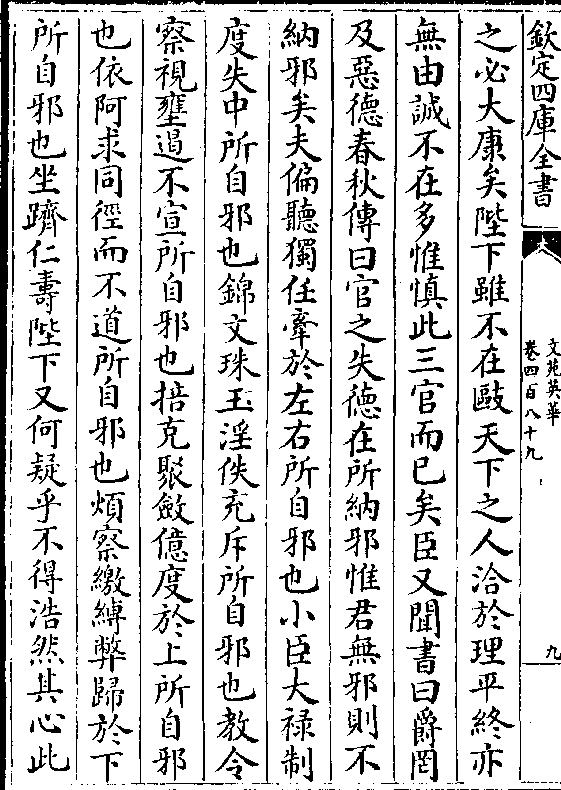 欽定四庫全書
文苑英華
卷四百八十九
九
之必大康矣陛下雖不在敺天下之人洽於理平終亦
無由誠不在多惟慎此三官而已矣臣又聞書曰爵罔
及惡德春秋傳曰官之失德在所納邪惟君無邪則不
納邪矣夫偏聽獨任牽於左右所自邪也小臣大祿制
度失中所自邪也錦文珠玉淫佚充斥所自邪也教令
察視壅遏不宣所自邪也掊克聚斂億度於上所自邪
也依阿求同徑而不道所自邪也煩察繳縛弊歸於下
所自邪也坐躋仁壽陛下又何疑乎不得浩然其心此